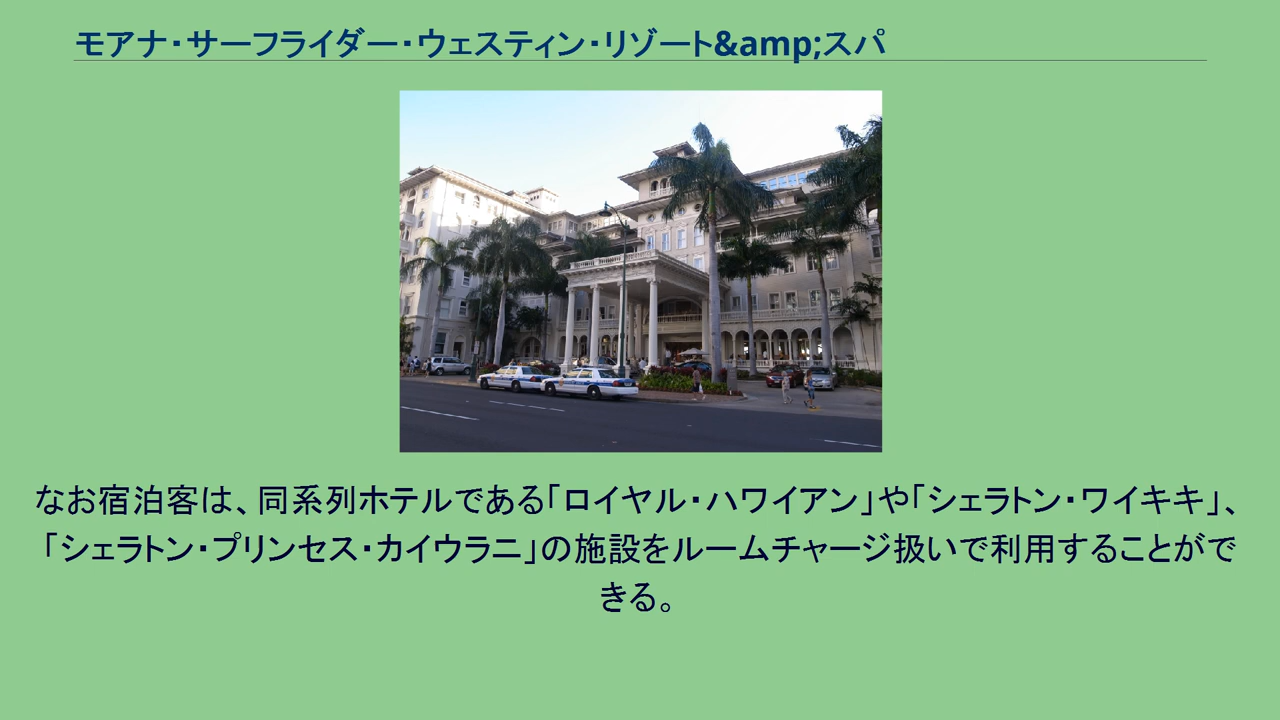 モアナ・サーフライダー・ウェスティン・リゾート&amp;スパ
なお宿泊客は、同系列ホテルである「ロイヤル・ハワイアン」や「シェラトン・ワイキキ」、
「シェラトン・プリンセス・カイウラニ」の施設をルームチャージ扱いで利用することがで
きる。